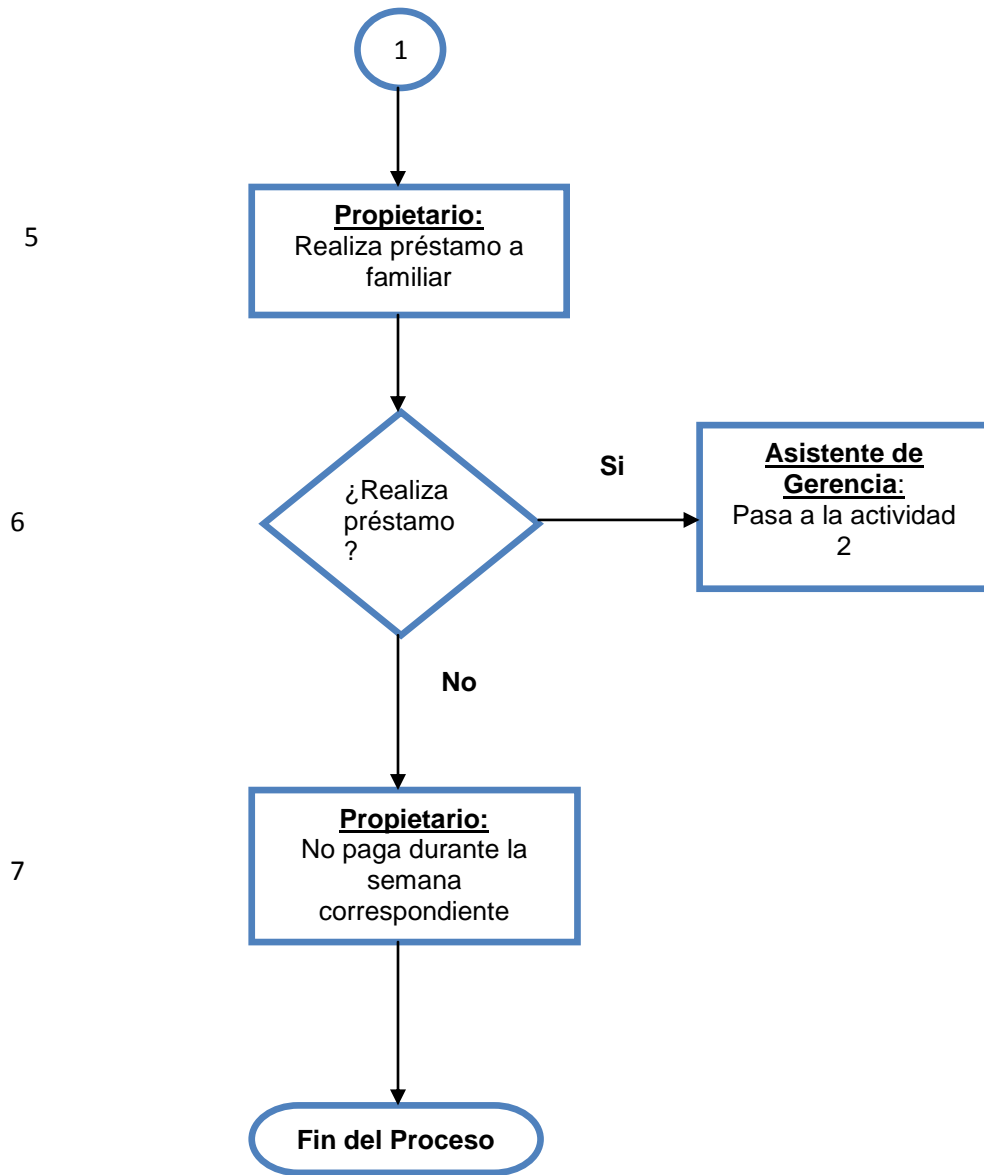 1
5
Propietario:
Realiza préstamo a
familiar
6
¿Realiza
préstamo
?
Si
Asistente de
Gerencia:
Pasa a la actividad
2
No
7
Propietario:
No paga durante la
semana
correspondiente
Fin del Proceso